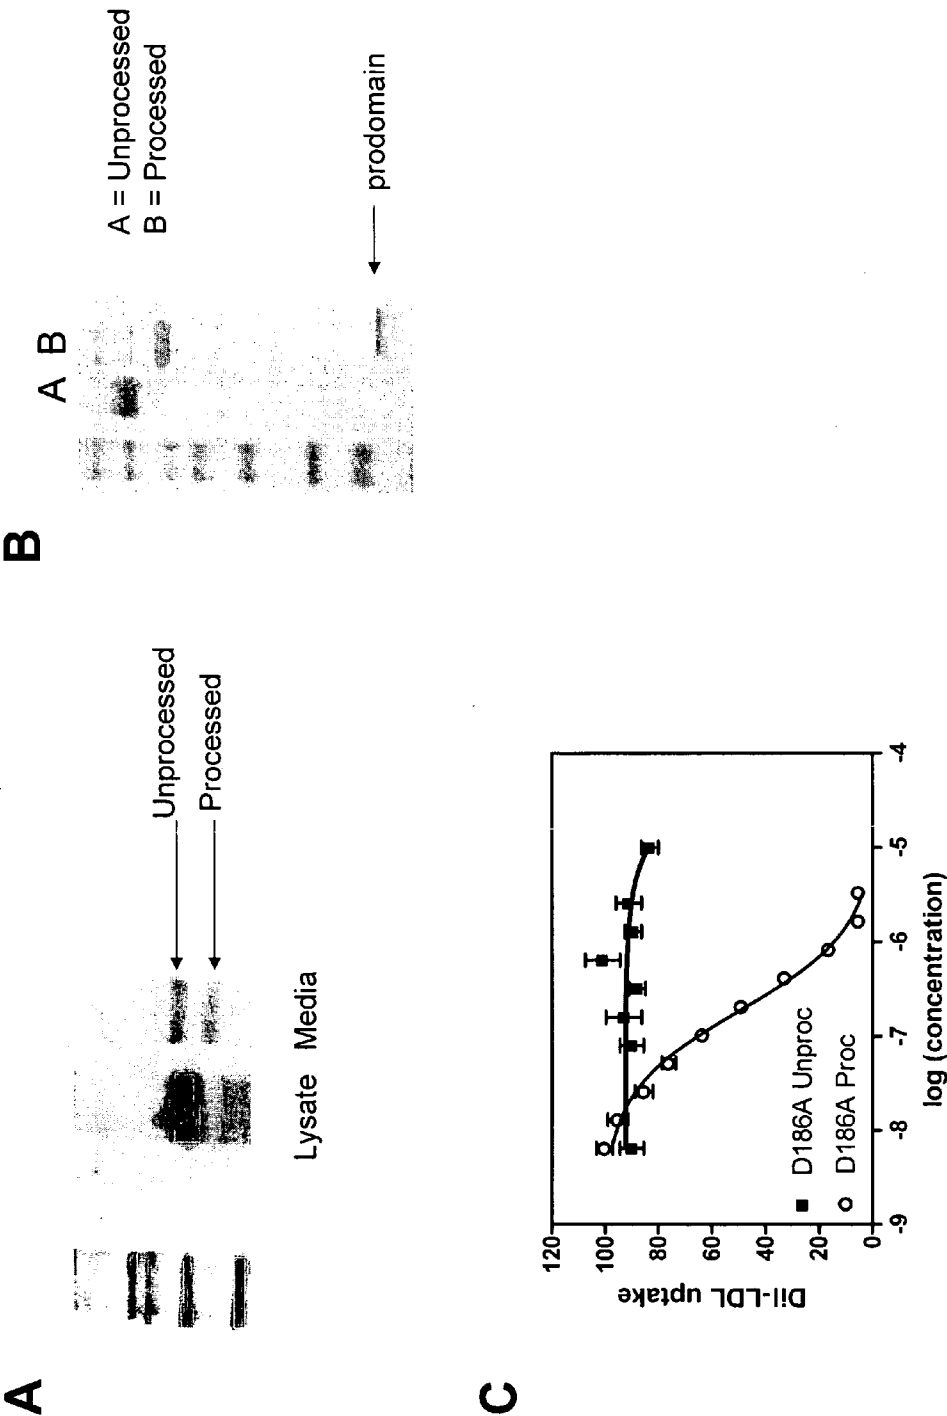 A
Unprocessed
Processed
Lysate Media
B
A B
A = Unprocessed
B = Processed
prodomain
C
DiI-LDL uptake
120
100
80
60
40
20
0
D186A Unproc
D186A Proc
-9 -8 -7 -6 -5 -4
log (concentration)